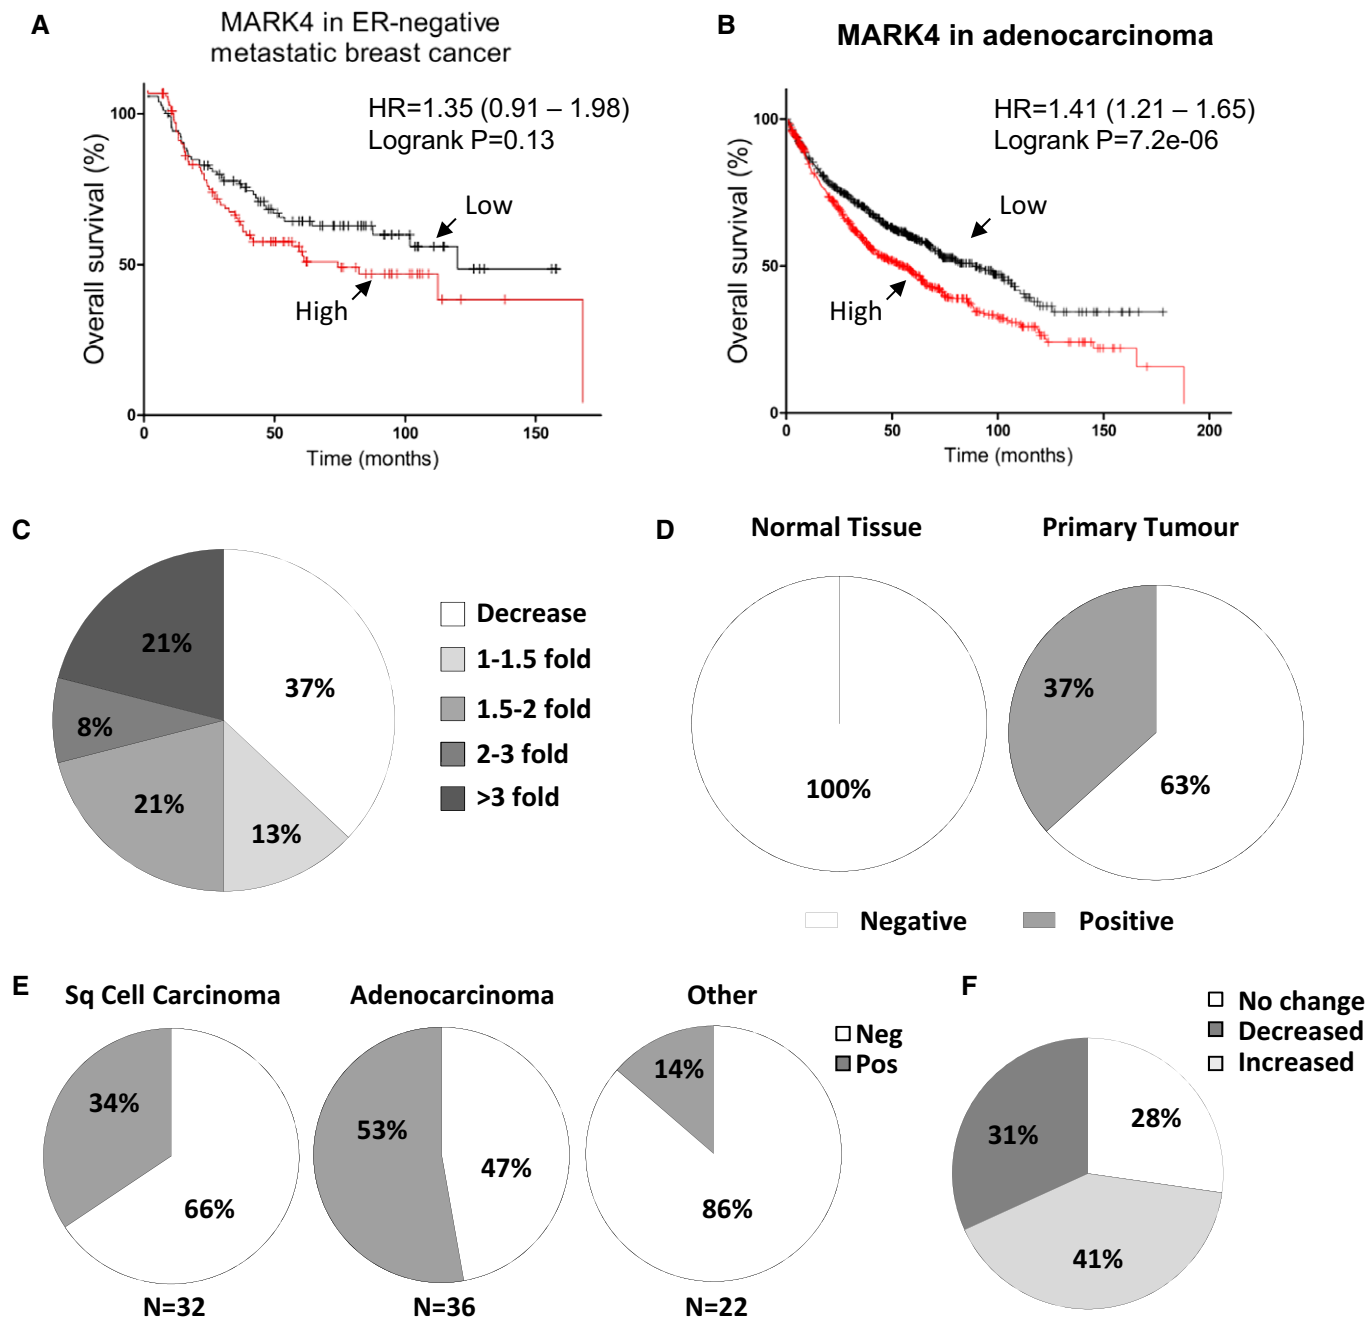 A
MARK4 in ER-negative
metastatic breast cancer
HR=1.35 (0.91 – 1.98)
Logrank P=0.13
Low
High
Overall survival (%)
100
50
0
0 50 100 150
Time (months)
B
MARK4 in adenocarcinoma
HR=1.41 (1.21 – 1.65)
Logrank P=7.2e-06
Low
High
Overall survival (%)
100
50
0
0 50 100 150 200
Time (months)
C
21%
37%
8%
21%
13%
Decrease
1-1.5 fold
1.5-2 fold
2-3 fold
>3 fold
D
Normal Tissue
Primary Tumour
100%
37%
63%
Negative
Positive
E
Sq Cell Carcinoma
Adenocarcinoma
Other
34%
66%
53%
47%
14%
86%
Neg
Pos
N=32
N=36
N=22
F
No change
Decreased
Increased
28%
31%
41%